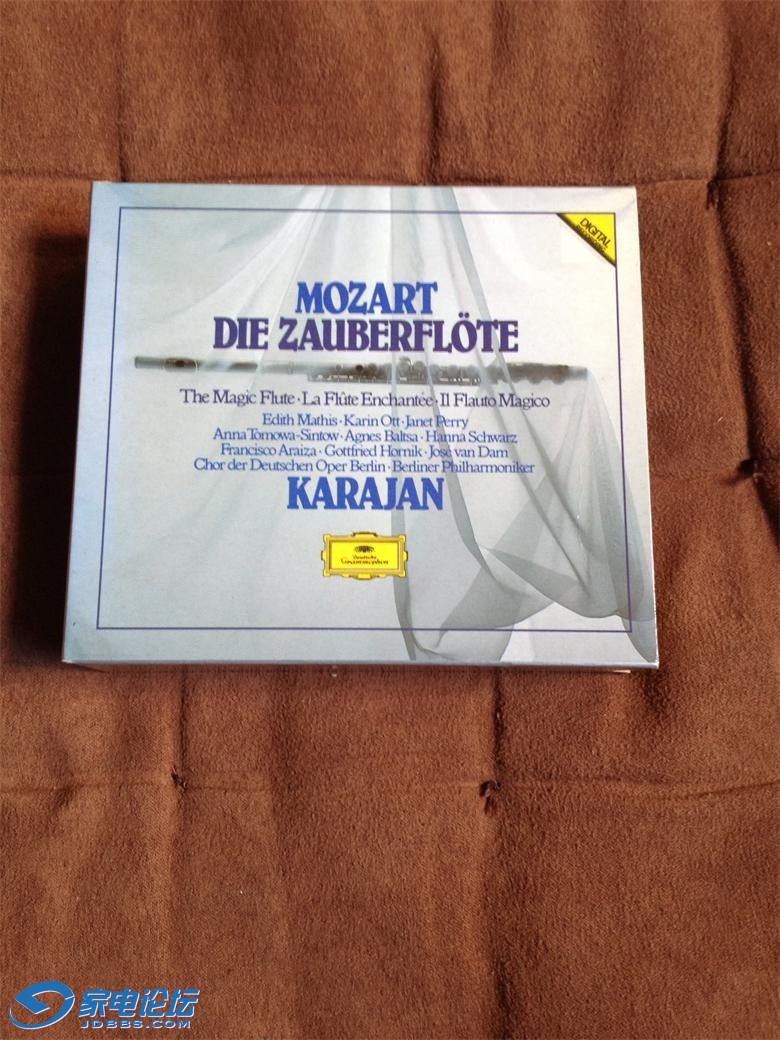 DIGITAL
RECORDING
MOZART
DIE ZAUBERFLÖTE
The Magic Flute · La Flûte Enchantée · Il Flauto Magico
Edith Mathis · Karin Ott · Janet Perry
Anna Tomowa-Sintow · Agnes Baltsa · Hanna Schwarz
Francisco Araiza · Gottfried Hornik · José van Dam
Chor der Deutschen Oper Berlin · Berliner Philharmoniker
KARAJAN
Deutsche
Grammophon
家电论坛
JDBBS.COM